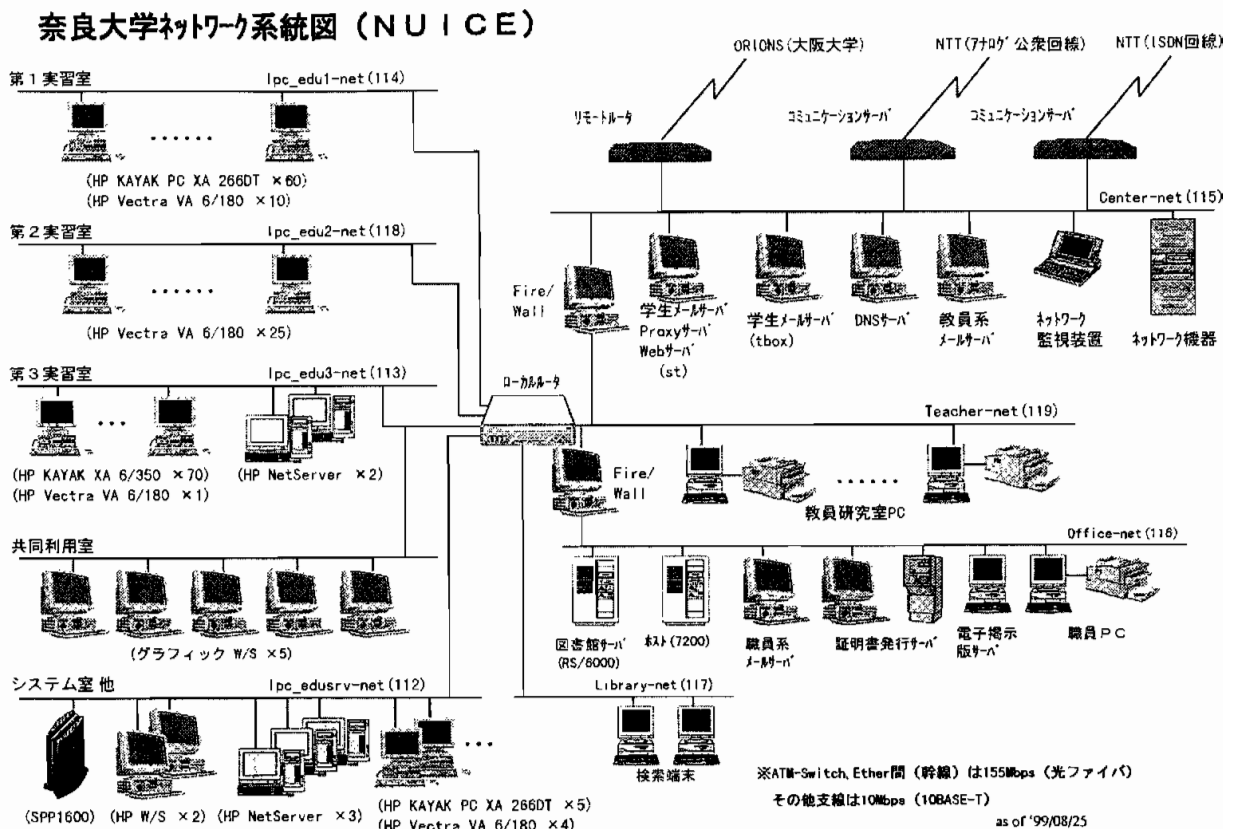 奈良大学ネットワーク系統図（ＮＵＩＣＥ）
ORIONS(大阪大学)
NTT(アナログ公衆回線)
NTT(ISDN回線)
リモートルータ
コミュニケーションサーバ
コミュニケーションサーバ
Center-net(115)
第１実習室
ipc_edu1-net(114)
(HP KAYAK PC XA 266DT ×60)
(HP Vectra VA 6/180 ×10)
第２実習室
ipc_edu2-net(118)
(HP Vectra VA 6/180 ×25)
Fire/
Wall
学生メールサーバ
Proxyサーバ
Webサーバ
(st)
学生メールサーバ
(tbox)
DNSサーバ
教員系
メールサーバ
ネットワーク
監視装置
ネットワーク機器
第３実習室
ipc_edu3-net(113)
(HP KAYAK XA 6/350 ×70)
(HP Vectra VA 6/180 ×1)
(HP NetServer ×2)
ローカルルータ
Teacher-net(119)
Fire/
Wall
教員研究室PC
共同利用室
(グラフィック W/S ×5)
Office-net(116)
図書館サーバ
(RS/6000)
ホスト(7200)
職員系
メールサーバ
証明書発行サーバ
電子掲示
版サーバ
職員ＰＣ
システム室 他
ipc_edusrv-net(112)
(SPP1600)
(HP W/S ×2)
(HP NetServer ×3)
(HP KAYAK PC XA 266DT ×5)
(HP Vectra VA 6/180 ×4)
Library-net(117)
検索端末
※ATM-Switch,Ether間（幹線）は155Mbps（光ファイバ）
その他支線は10Mbps（10BASE-T）
as of '99/08/25